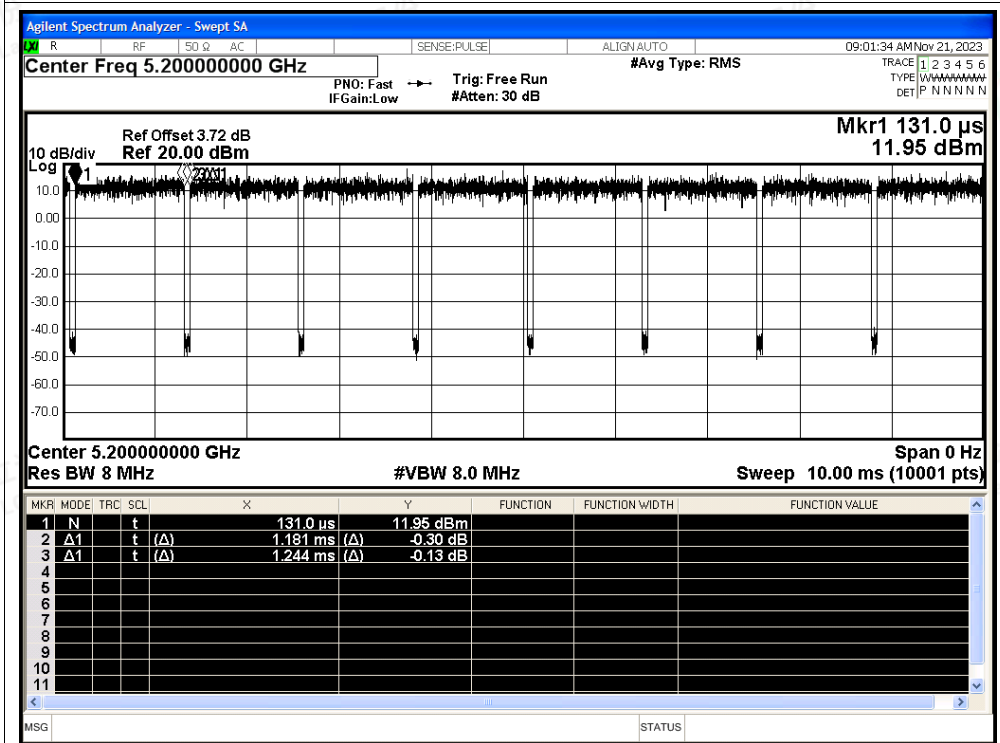 Agilent Spectrum Analyzer - Swept SA
LXI R RF 50 Ω AC SENSE:PULSE ALIGN AUTO 09:01:34 AM Nov 21, 2023
Center Freq 5.200000000 GHz #Avg Type: RMS TRACE 1 2 3 4 5 6
PNO: Fast Trig: Free Run TYPE WWWWWW
IFGain:Low #Atten: 30 dB DET P N N N N N
Mkr1 131.0 µs
11.95 dBm
Ref Offset 3.72 dB
10 dB/div Ref 20.00 dBm
Log
1
10.0
0.00
-10.0
-20.0
-30.0
-40.0
-50.0
-60.0
-70.0
Center 5.200000000 GHz Span 0 Hz
Res BW 8 MHz #VBW 8.0 MHz Sweep 10.00 ms (10001 pts)
MKR MODE TRC SCL X Y FUNCTION FUNCTION WIDTH FUNCTION VALUE
1 N t 131.0 µs 11.95 dBm
2 Δ1 t (Δ) 1.181 ms (Δ) -0.30 dB
3 Δ1 t (Δ) 1.244 ms (Δ) -0.13 dB
4
5
6
7
8
9
10
11
MSG STATUS